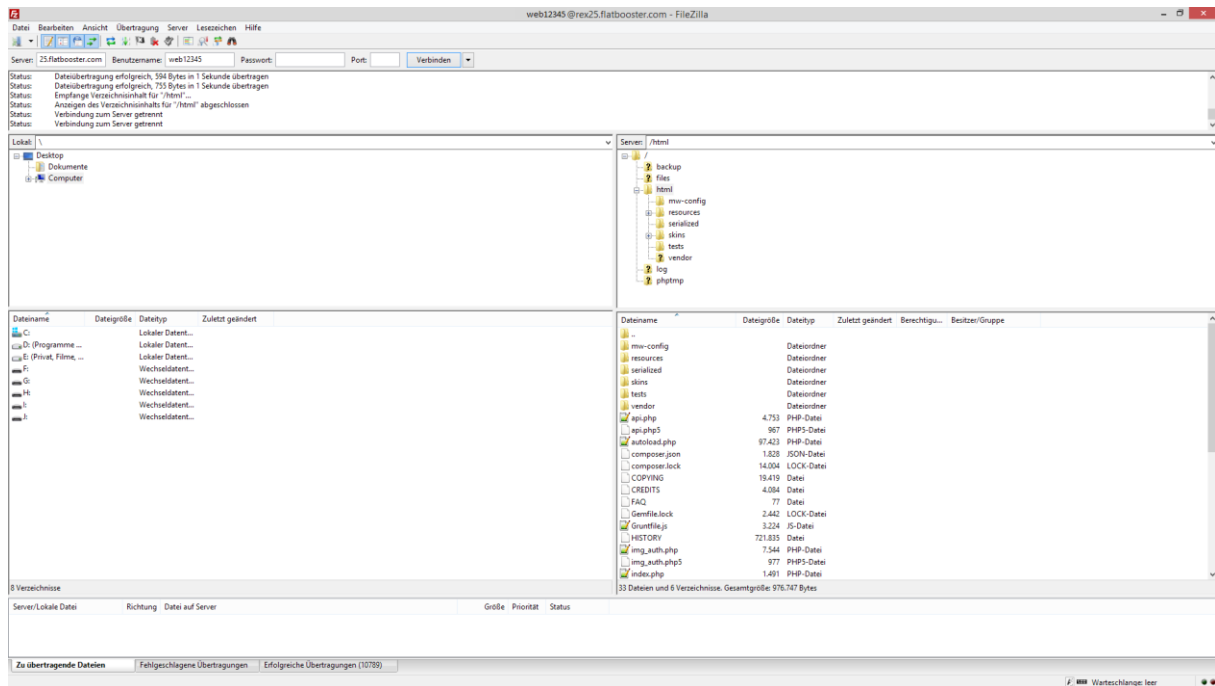 web12345@rex25.flatbooster.com - FileZilla
Datei Bearbeiten Ansicht Übertragung Server Lesezeichen Hilfe
Server: 25.flatbooster.com Benutzername: web12345 Passwort: Port: Verbinden
Status: Dateiübertragung erfolgreich, 594 Bytes in 1 Sekunde übertragen
Status: Dateiübertragung erfolgreich, 755 Bytes in 1 Sekunde übertragen
Status: Empfange Verzeichnisinhalt für "/html"...
Status: Anzeigen des Verzeichnisinhalts für "/html" abgeschlossen
Status: Verbindung zum Server getrennt
Status: Verbindung zum Server getrennt
Lokal: \
Desktop
Dokumente
Computer
Server: /html
/
backup
files
html
mw-config
resources
serialized
skins
tests
vendor
log
phptmp
Dateiname Dateigröße Dateityp Zuletzt geändert
C: Lokaler Datent...
D: (Programme ... Lokaler Datent...
E: (Privat, Filme, ... Lokaler Datent...
F: Wechseldatent...
G: Wechseldatent...
H: Wechseldatent...
I: Wechseldatent...
J: Wechseldatent...
8 Verzeichnisse
Dateiname Dateigröße Dateityp Zuletzt geändert Berechtigu... Besitzer/Gruppe
..
mw-config Dateiordner
resources Dateiordner
serialized Dateiordner
skins Dateiordner
tests Dateiordner
vendor Dateiordner
api.php 4.753 PHP-Datei
api.php5 967 PHP5-Datei
autoload.php 97.423 PHP-Datei
composer.json 1.828 JSON-Datei
composer.lock 14.004 LOCK-Datei
COPYING 19.419 Datei
CREDITS 4.084 Datei
FAQ 77 Datei
Gemfile.lock 2.442 LOCK-Datei
Gruntfile.js 3.224 JS-Datei
HISTORY 721.835 Datei
img_auth.php 7.544 PHP-Datei
img_auth.php5 977 PHP5-Datei
index.php 1.491 PHP-Datei
33 Dateien und 6 Verzeichnisse. Gesamtgröße: 976.747 Bytes
Server/Lokale Datei Richtung Datei auf Server Größe Priorität Status
Zu übertragende Dateien Fehlgeschlagene Übertragungen Erfolgreiche Übertragungen (10789)
Warteschlange: leer